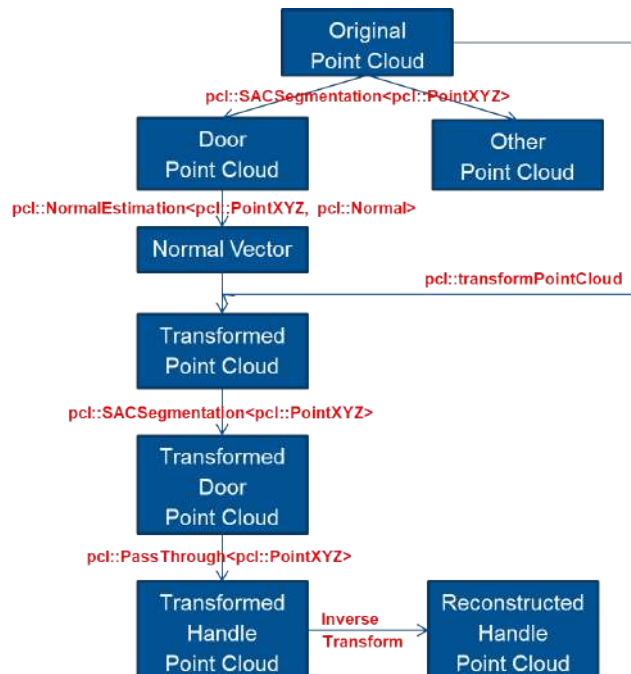 Original
Point Cloud
pcl::SACSegmentation<pcl::PointXYZ>
Door
Point Cloud
Other
Point Cloud
pcl::NormalEstimation<pcl::PointXYZ, pcl::Normal>
Normal Vector
pcl::transformPointCloud
Transformed
Point Cloud
pcl::SACSegmentation<pcl::PointXYZ>
Transformed
Door
Point Cloud
pcl::PassThrough<pcl::PointXYZ>
Transformed
Handle
Point Cloud
Inverse
Transform
Reconstructed
Handle
Point Cloud